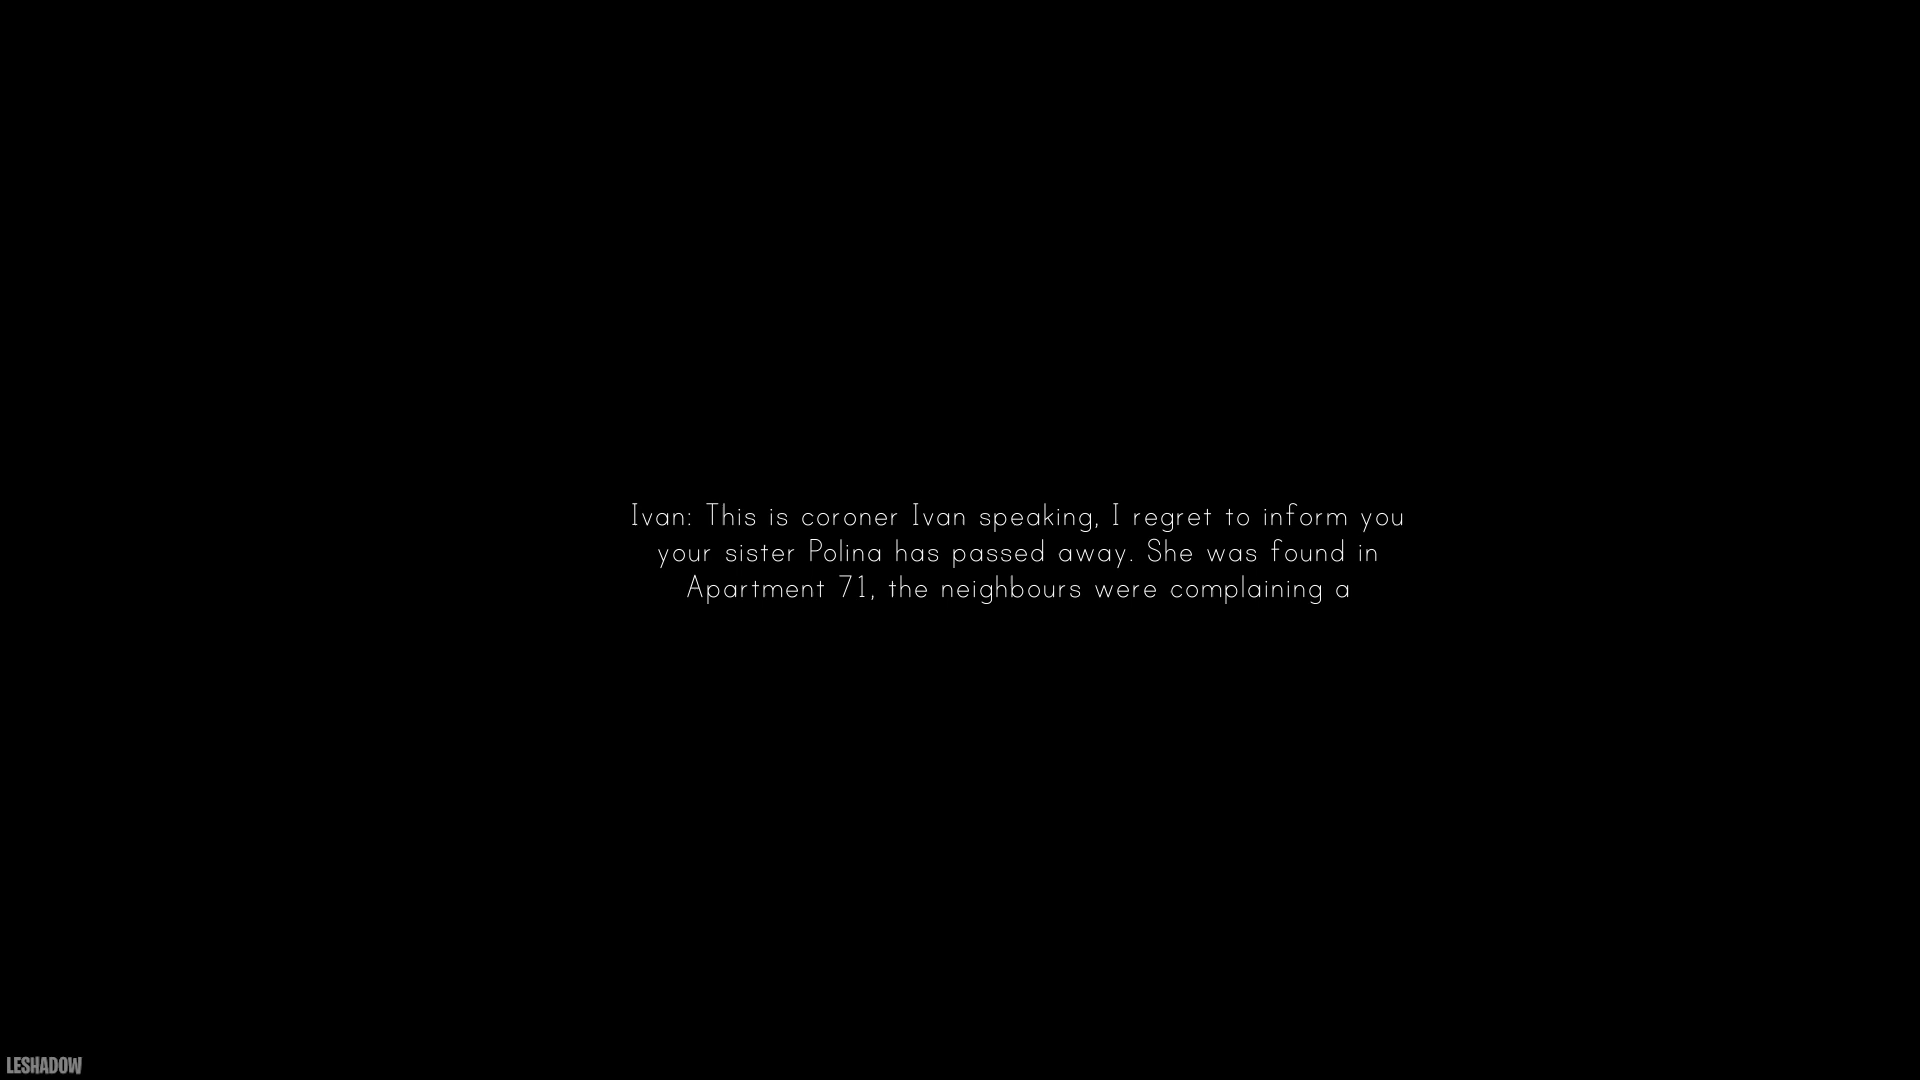 Ivan: This is coroner Ivan speaking, I regret to inform you
your sister Polina has passed away. She was found in
Apartment 71, the neighbours were complaining a
LESHADOW